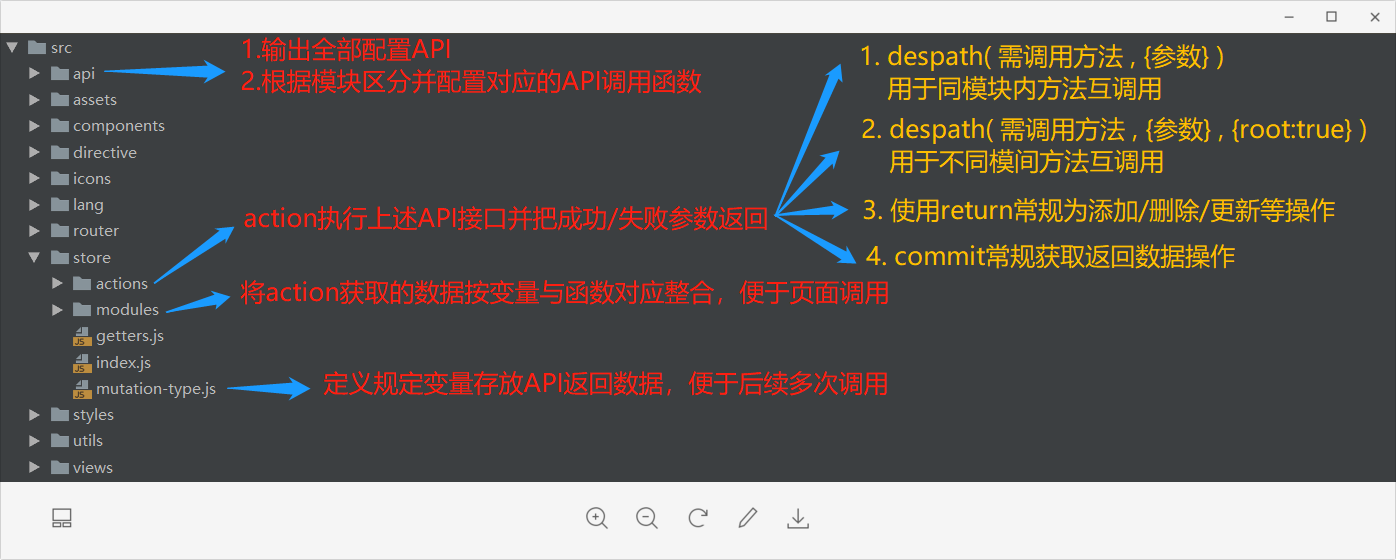 src
api
assets
components
directive
icons
lang
router
store
actions
modules
getters.js
index.js
mutation-type.js
styles
utils
views
1.输出全部配置API
2.根据模块区分并配置对应的API调用函数
action执行上述API接口并把成功/失败参数返回
将action获取的数据按变量与函数对应整合，便于页面调用
定义规定变量存放API返回数据，便于后续多次调用
1. despath( 需调用方法 , {参数} )
用于同模块内方法互调用
2. despath( 需调用方法 , {参数} , {root:true} )
用于不同模间方法互调用
3. 使用return常规为添加/删除/更新等操作
4. commit常规获取返回数据操作